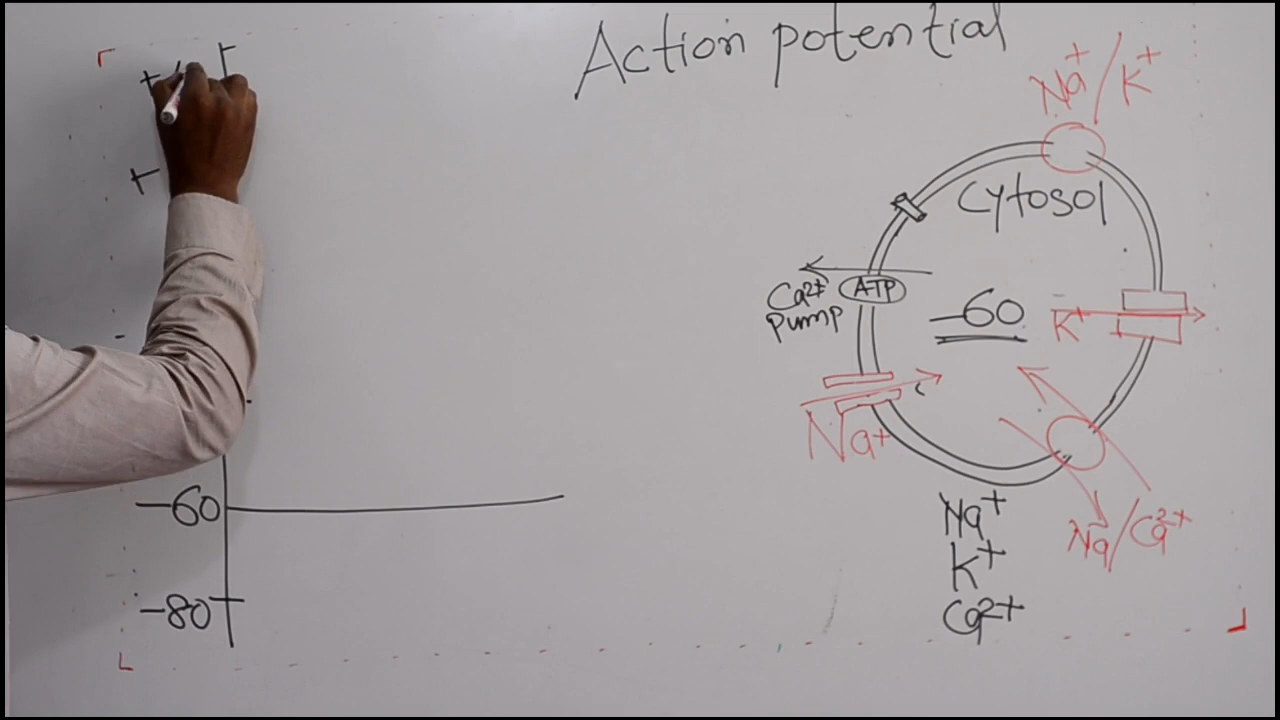 Action potential
Na+/K+
Cytosol
Ca2+
pump
ATP
-60
K+
Na+
Na/Ca2+
Na+
K+
Ca2+
+
+
-60
-80